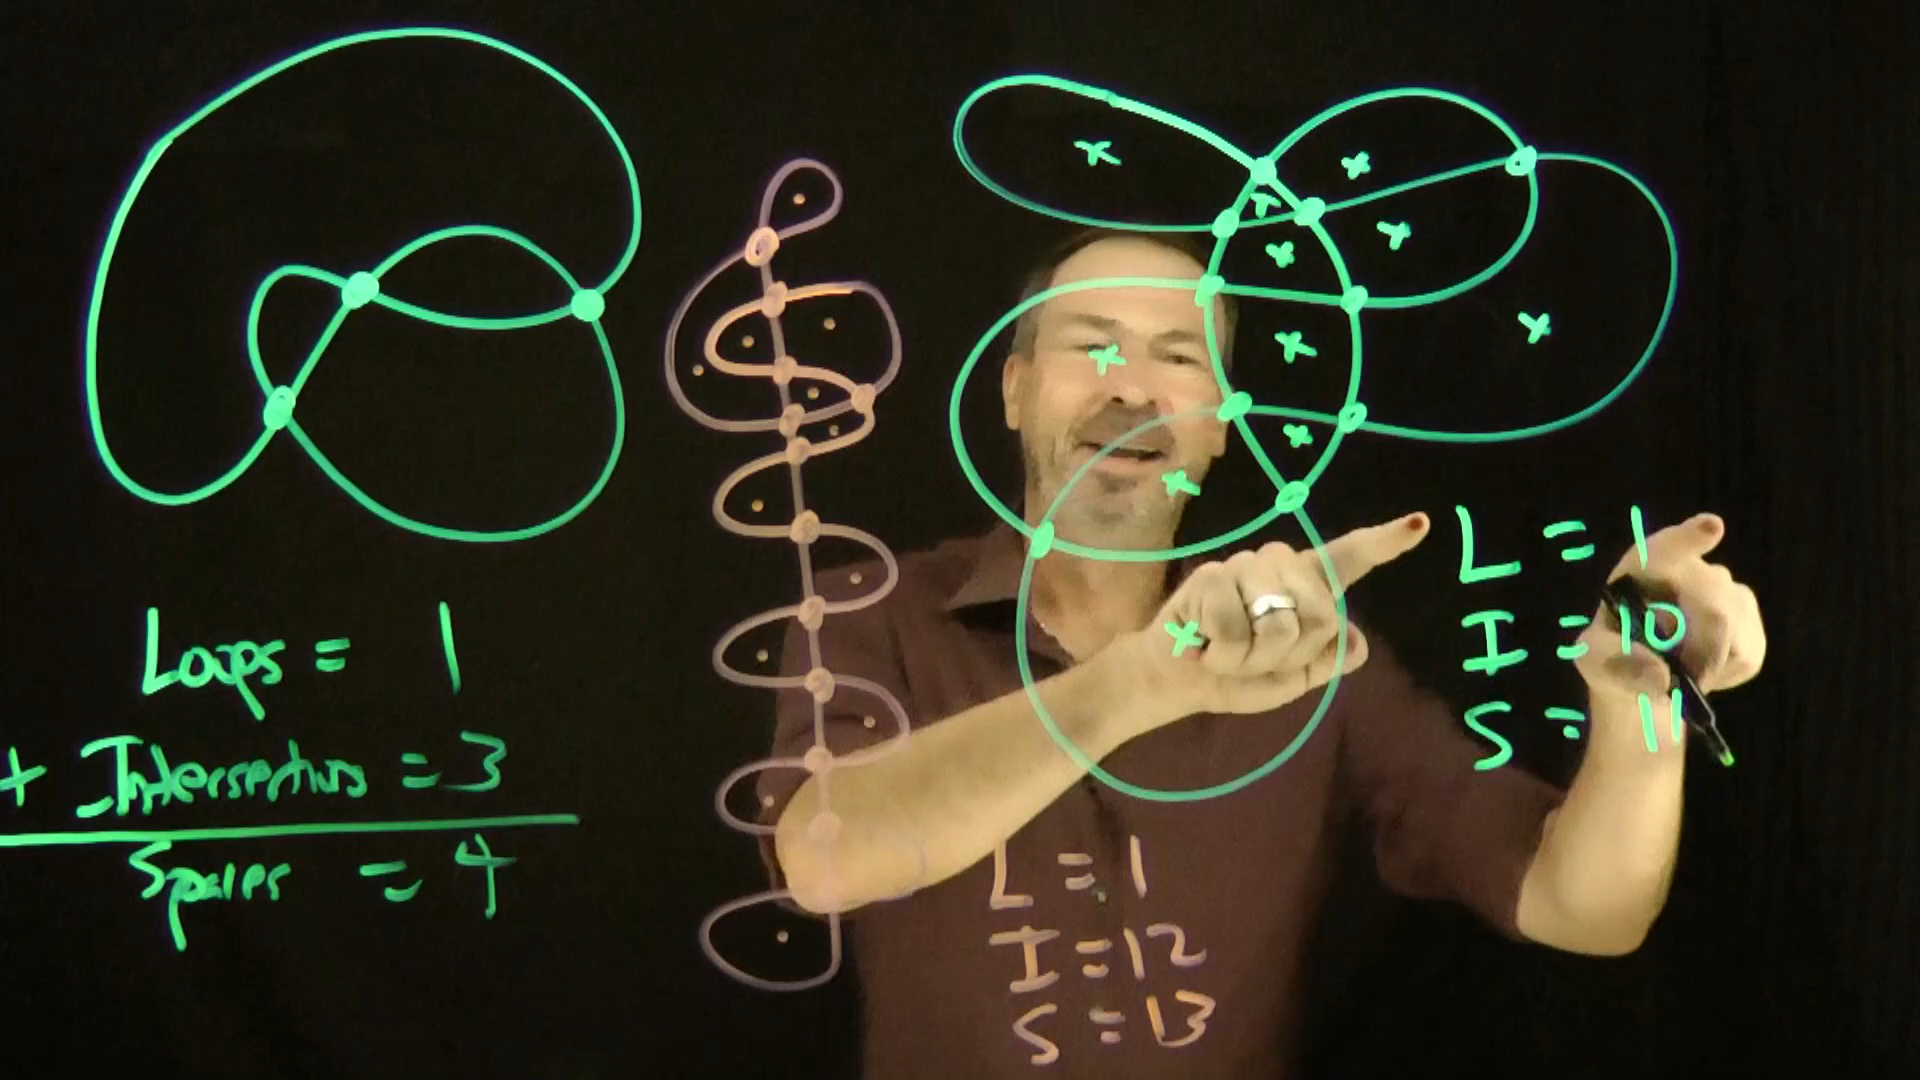 Loops = 1
+ Intersections = 3
Spaces = 4
L = 1
I = 12
S = 13
L = 1
I = 10
S = 11